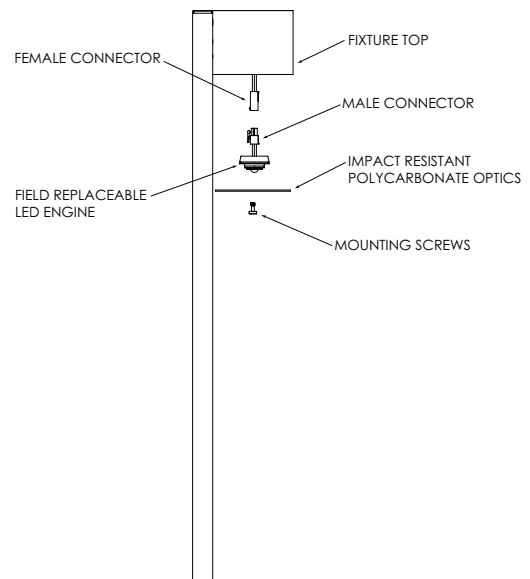 FIXTURE TOP
FEMALE CONNECTOR
MALE CONNECTOR
IMPACT RESISTANT
POLYCARBONATE OPTICS
FIELD REPLACEABLE
LED ENGINE
MOUNTING SCREWS